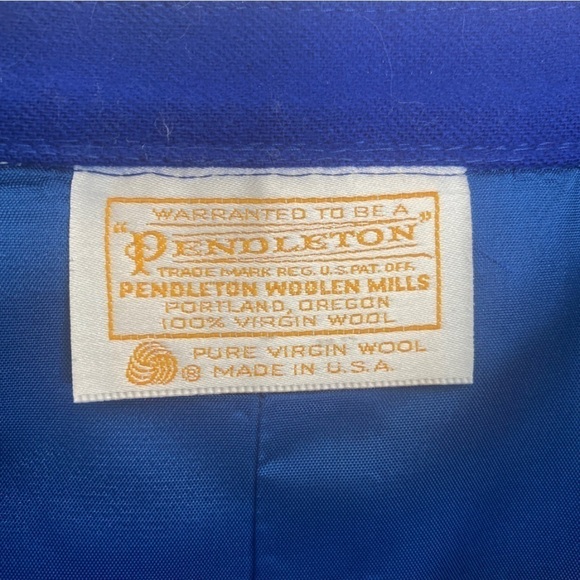 WARRANTED TO BE A
"PENDLETON"
TRADE MARK REG. U.S. PAT. OFF.
PENDLETON WOOLEN MILLS
PORTLAND, OREGON
100% VIRGIN WOOL
PURE VIRGIN WOOL
® MADE IN U.S.A.